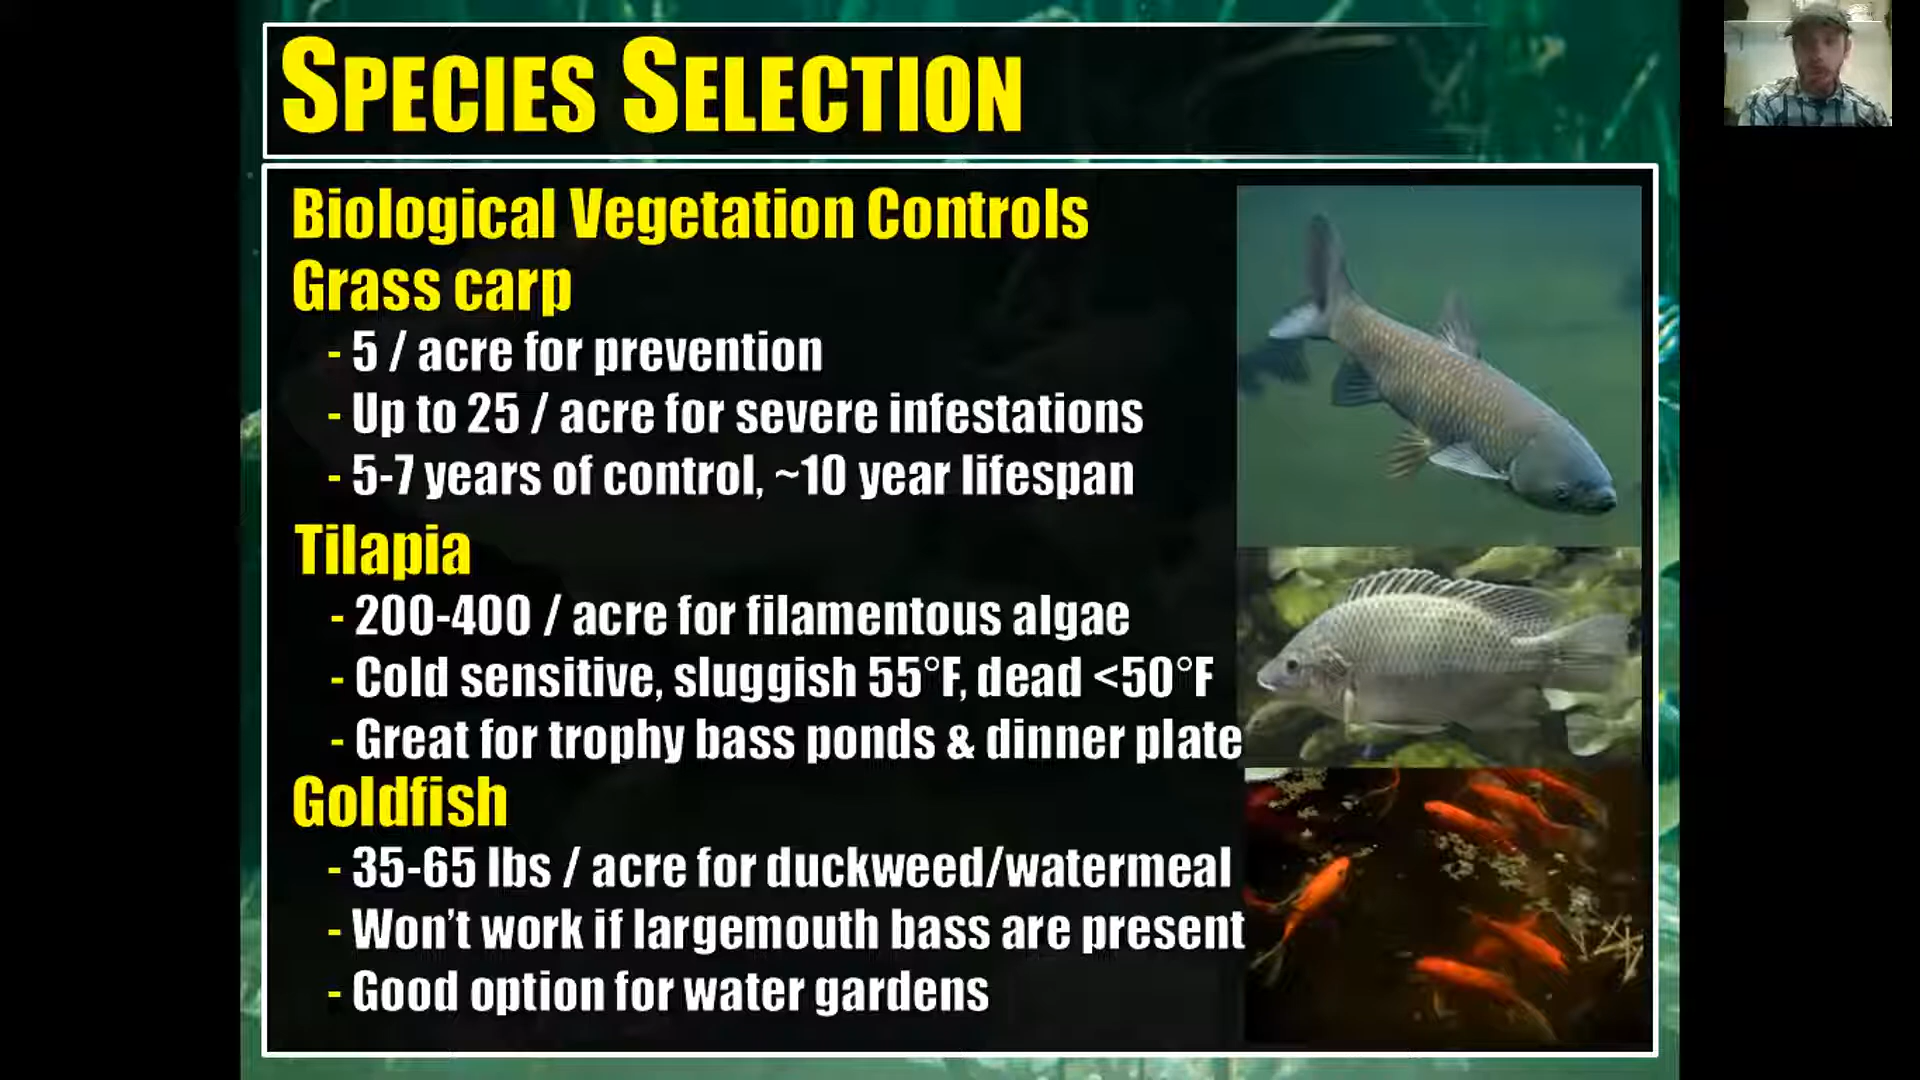 SPECIES SELECTION
Biological Vegetation Controls
Grass carp
- 5 / acre for prevention
- Up to 25 / acre for severe infestations
- 5-7 years of control, ~10 year lifespan
Tilapia
- 200-400 / acre for filamentous algae
- Cold sensitive, sluggish 55°F, dead <50°F
- Great for trophy bass ponds & dinner plate
Goldfish
- 35-65 lbs / acre for duckweed/watermeal
- Won't work if largemouth bass are present
- Good option for water gardens